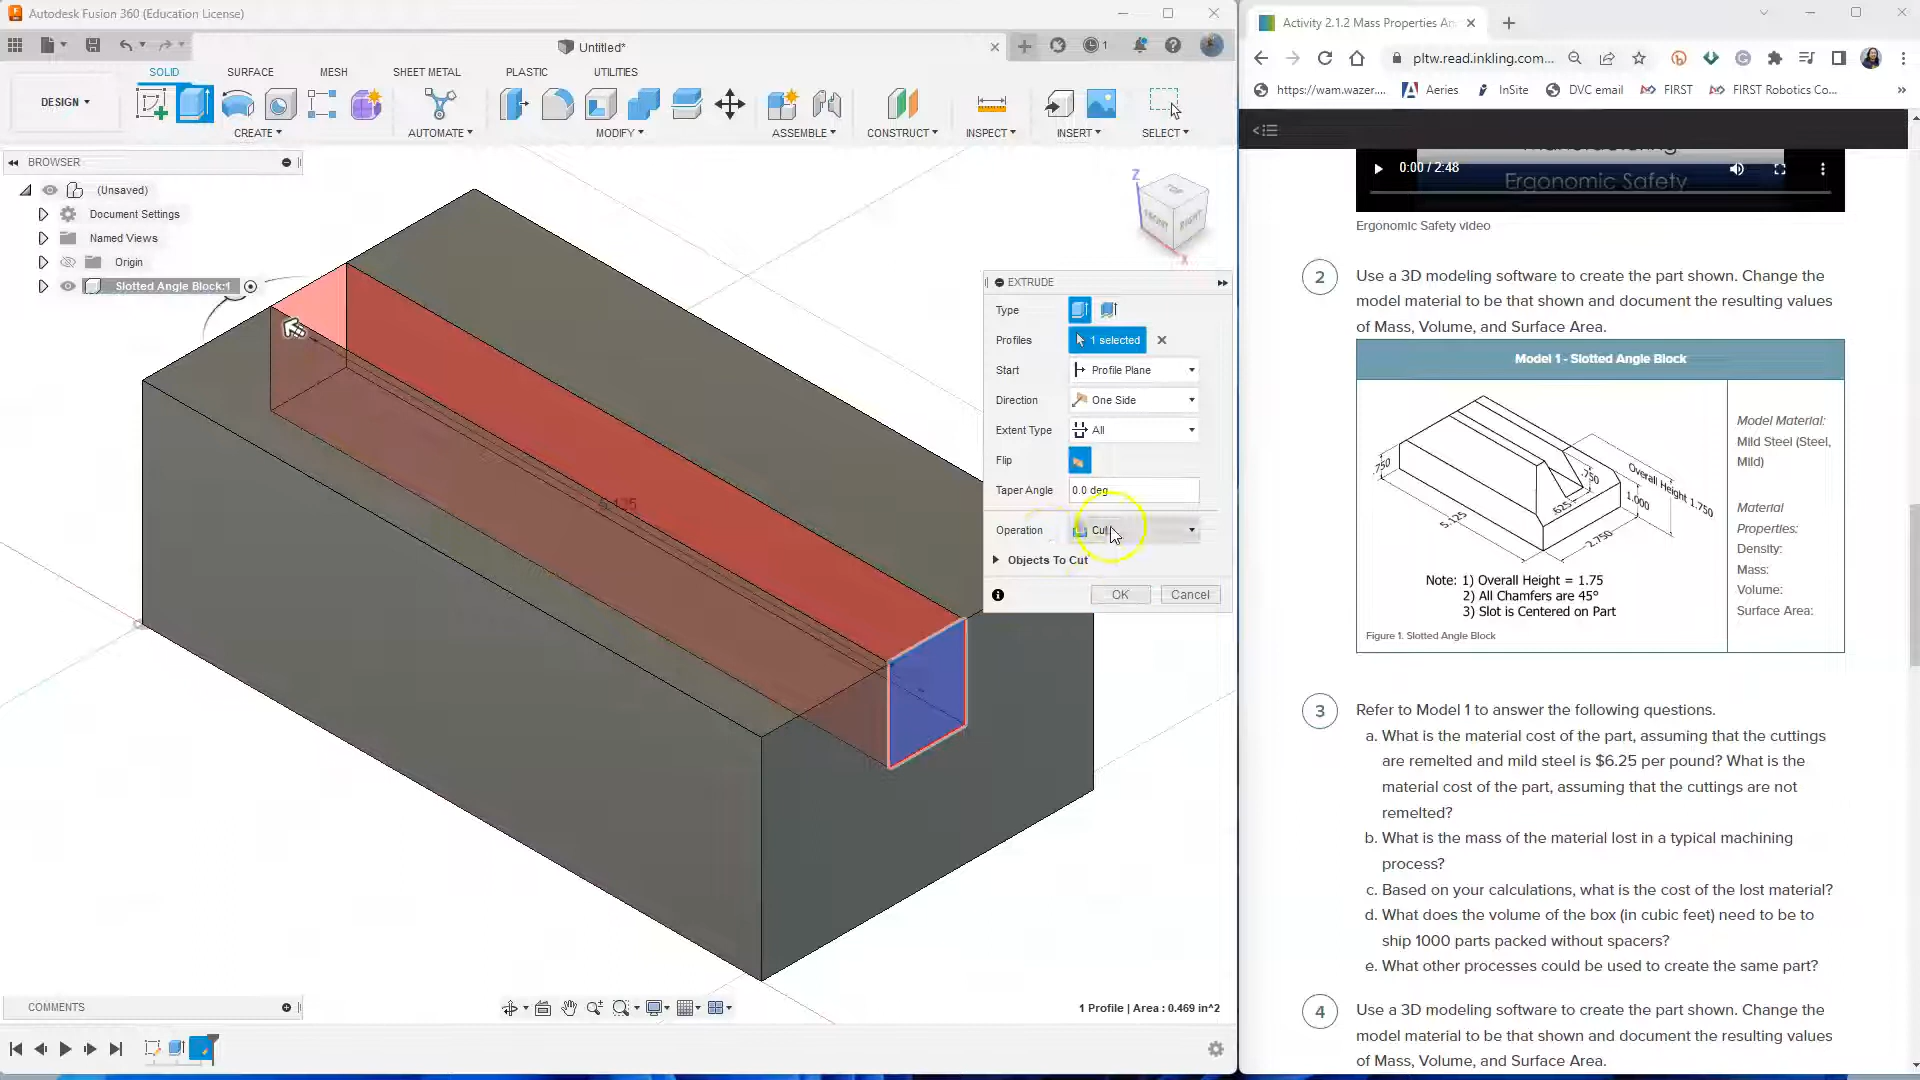 Autodesk Fusion 360 (Education License)
Untitled*
1
DESIGN
SOLID
SURFACE
MESH
SHEET METAL
PLASTIC
UTILITIES
CREATE
AUTOMATE
MODIFY
ASSEMBLE
CONSTRUCT
INSPECT
INSERT
SELECT
BROWSER
(Unsaved)
Document Settings
Named Views
Origin
Slotted Angle Block:1
Z
TOP
FRONT
RIGHT
X
5.125
EXTRUDE
Type
Profiles
1 selected
Start
Profile Plane
Direction
One Side
Extent Type
All
Flip
Taper Angle
0.0 deg
Operation
Cut
Objects To Cut
OK
Cancel
COMMENTS
1 Profile | Area : 0.469 in^2
Activity 2.1.2 Mass Properties An
pltw.read.inkling.com...
https://wam.wazer...
Aeries
InSite
DVC email
FIRST
FIRST Robotics Co...
0:00 / 2:48
Ergonomic Safety
Ergonomic Safety video
2
Use a 3D modeling software to create the part shown. Change the
model material to be that shown and document the resulting values
of Mass, Volume, and Surface Area.
Model 1 - Slotted Angle Block
.750
5.125
.750
.625
1.000
2.750
Overall Height 1.750
Note: 1) Overall Height = 1.75
2) All Chamfers are 45°
3) Slot is Centered on Part
Figure 1. Slotted Angle Block
Model Material:
Mild Steel (Steel,
Mild)
Material
Properties:
Density:
Mass:
Volume:
Surface Area:
3
Refer to Model 1 to answer the following questions.
a. What is the material cost of the part, assuming that the cuttings
are remelted and mild steel is $6.25 per pound? What is the
material cost of the part, assuming that the cuttings are not
remelted?
b. What is the mass of the material lost in a typical machining
process?
c. Based on your calculations, what is the cost of the lost material?
d. What does the volume of the box (in cubic feet) need to be to
ship 1000 parts packed without spacers?
e. What other processes could be used to create the same part?
4
Use a 3D modeling software to create the part shown. Change the
model material to be that shown and document the resulting values
of Mass, Volume, and Surface Area.